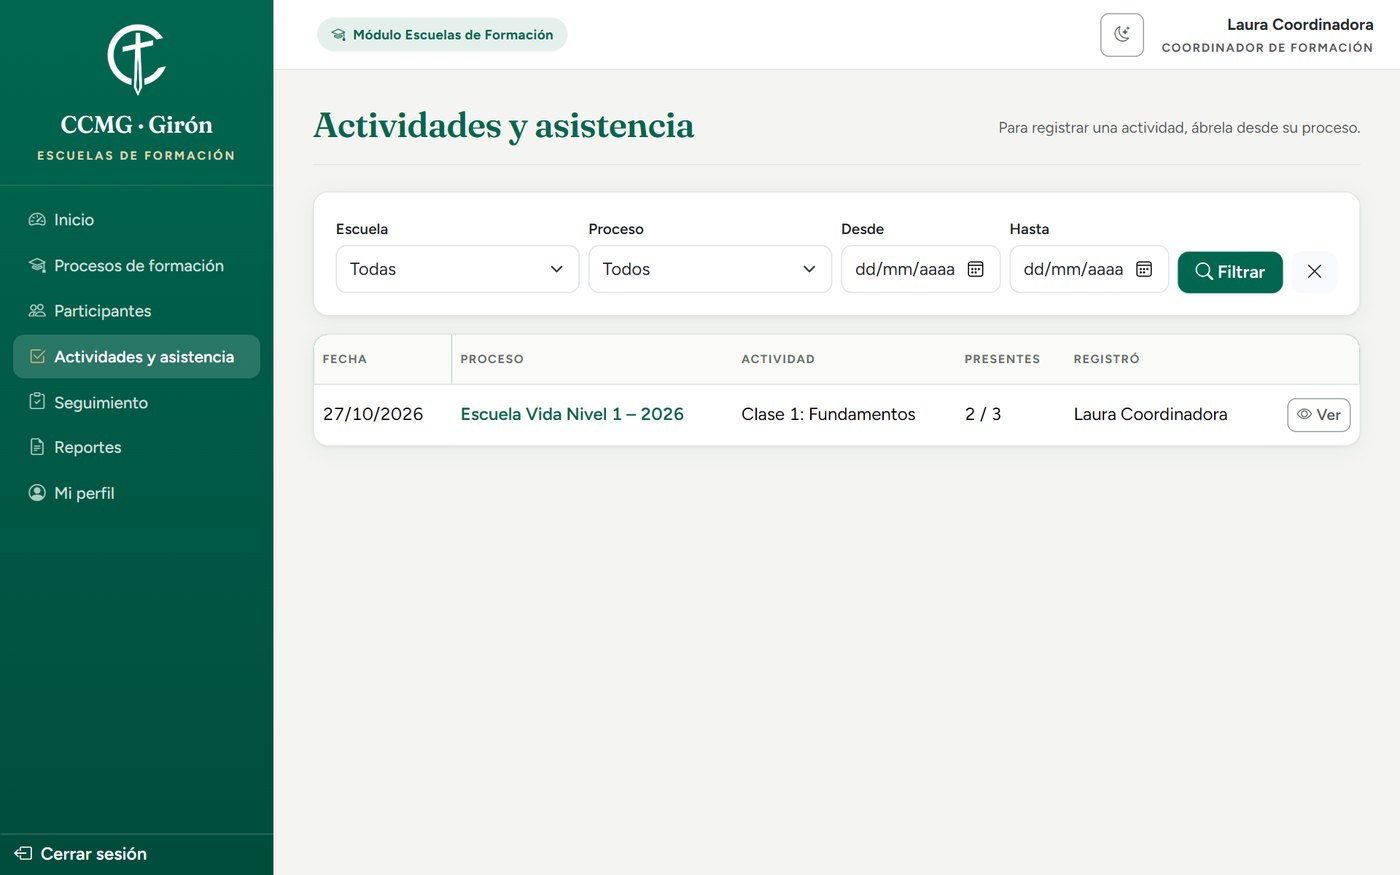 CCMG · Girón
ESCUELAS DE FORMACIÓN
Inicio
Procesos de formación
Participantes
Actividades y asistencia
Seguimiento
Reportes
Mi perfil
Cerrar sesión
Módulo Escuelas de Formación
Laura Coordinadora
COORDINADOR DE FORMACIÓN
Actividades y asistencia
Para registrar una actividad, ábrela desde su proceso.
Escuela Proceso Desde Hasta
Todas Todos dd/mm/aaaa dd/mm/aaaa Filtrar
FECHA PROCESO ACTIVIDAD PRESENTES REGISTRÓ
27/10/2026 Escuela Vida Nivel 1 – 2026 Clase 1: Fundamentos 2 / 3 Laura Coordinadora Ver